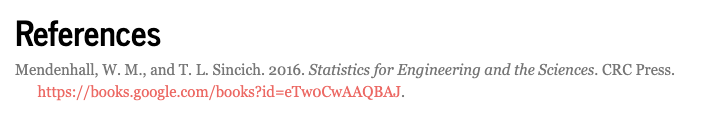 References
Mendenhall, W. M., and T. L. Sincich. 2016. Statistics for Engineering and the Sciences. CRC Press.
https://books.google.com/books?id=eTw0CwAAQBAJ.